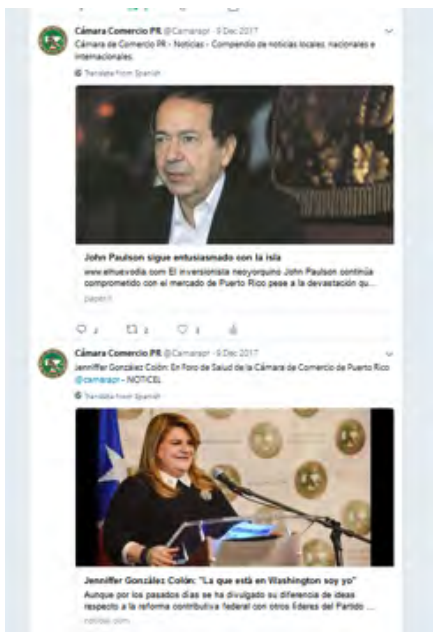 Cámara Comercio PR @Camarapr · 9 Dec 2017
Cámara de Comercio PR - Noticias - Compendio de noticias locales, nacionales e
internacionales.
Translate from Spanish
John Paulson sigue entusiasmado con la isla
www.elnuevodia.com El inversionista neoyorquino John Paulson continúa
comprometido con el mercado de Puerto Rico pese a la devastación qu...
paper.li
2 2 3
Cámara Comercio PR @Camarapr · 9 Dec 2017
Jenniffer González Colón: En Foro de Salud de la Cámara de Comercio de Puerto Rico
@camarapr - NOTICEL
Translate from Spanish
Jenniffer González Colón: "La que está en Washington soy yo"
Aunque por los pasados días se ha divulgado su diferencia de ideas
respecto a la reforma contributiva federal con otros líderes del Partido ...
noticel.com